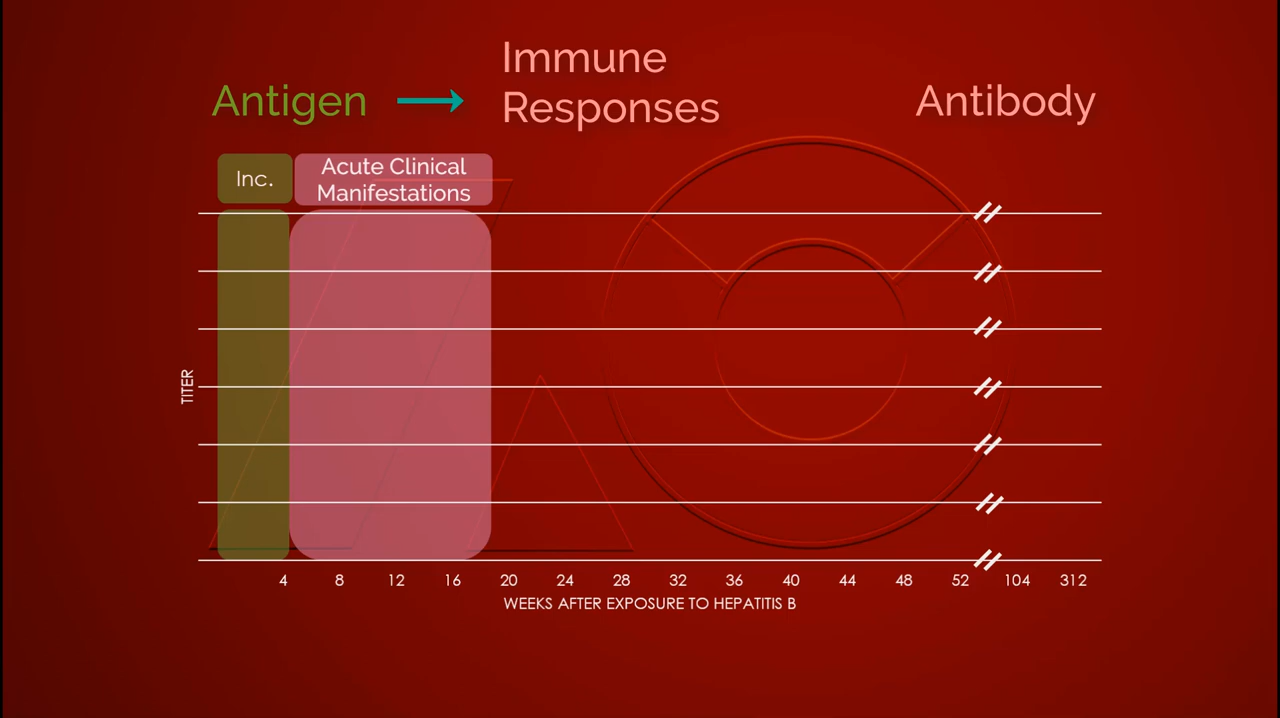 Antigen
Immune
Responses
Antibody
Inc.
Acute Clinical
Manifestations
TITER
4 8 12 16 20 24 28 32 36 40 44 48 52 104 312
WEEKS AFTER EXPOSURE TO HEPATITIS B